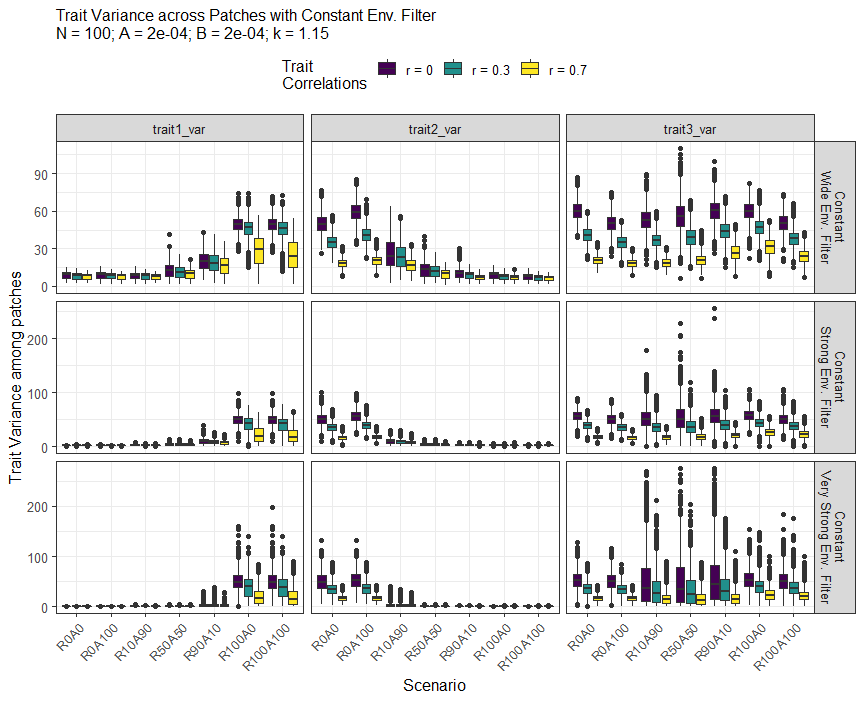 Trait Variance across Patches with Constant Env. Filter
N = 100; A = 2e-04; B = 2e-04; k = 1.15
Trait
Correlations
r = 0
r = 0.3
r = 0.7
trait1_var
trait2_var
trait3_var
Trait Variance among patches
90
60
30
0
Constant
Wide Env. Filter
200
100
0
Constant
Strong Env. Filter
200
100
0
Constant
Very Strong Env. Filter
R0A0
R0A100
R10A90
R50A50
R90A10
R100A0
R100A100
R0A0
R0A100
R10A90
R50A50
R90A10
R100A0
R100A100
R0A0
R0A100
R10A90
R50A50
R90A10
R100A0
R100A100
Scenario